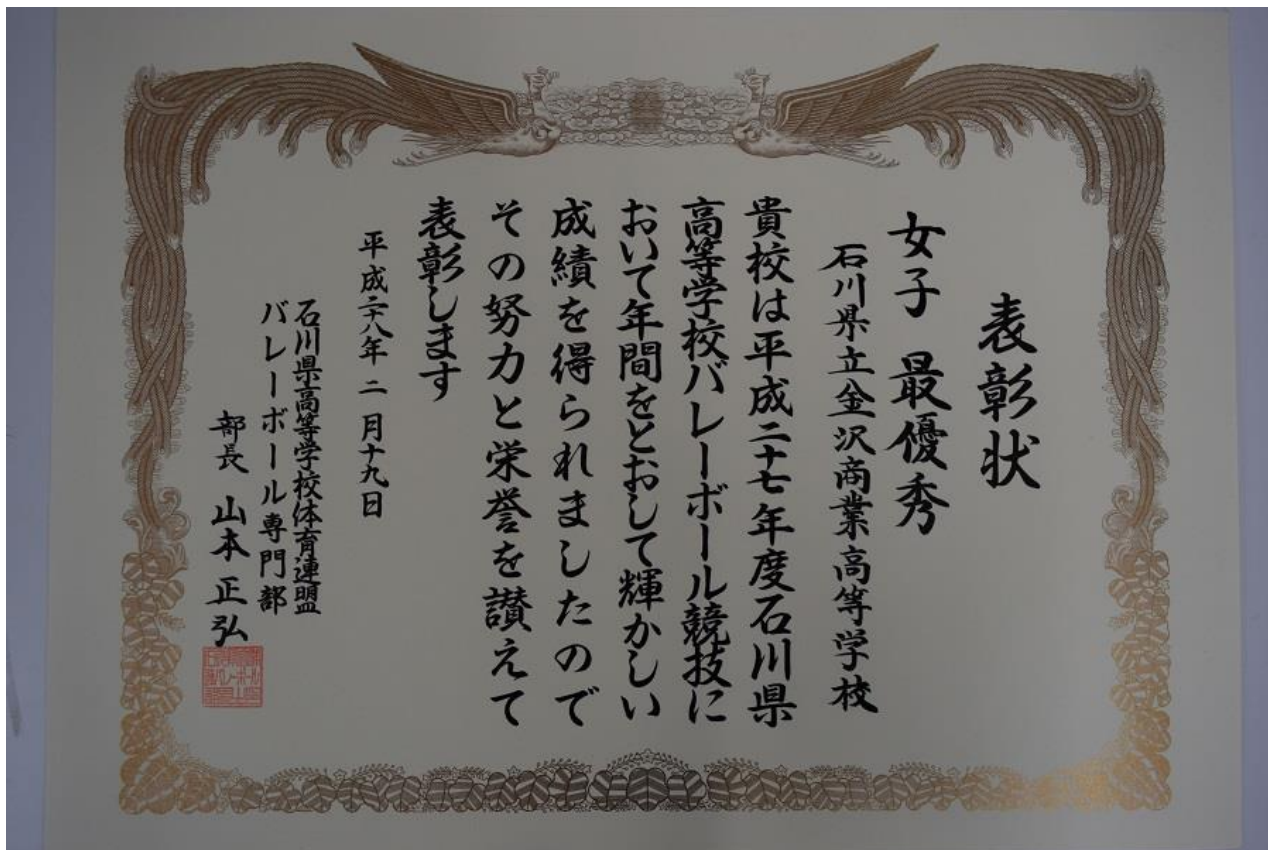 表彰状
女子 最優秀
石川県立金沢商業高等学校
貴校は平成二十七年度石川県
高等学校バレーボール競技に
おいて年間をとおして輝かしい
成績を得られましたので
その努力と栄誉を讃えて
表彰します
平成二十八年 二 月十九日
石川県高等学校体育連盟
バレーボール専門部
部長 山本正弘